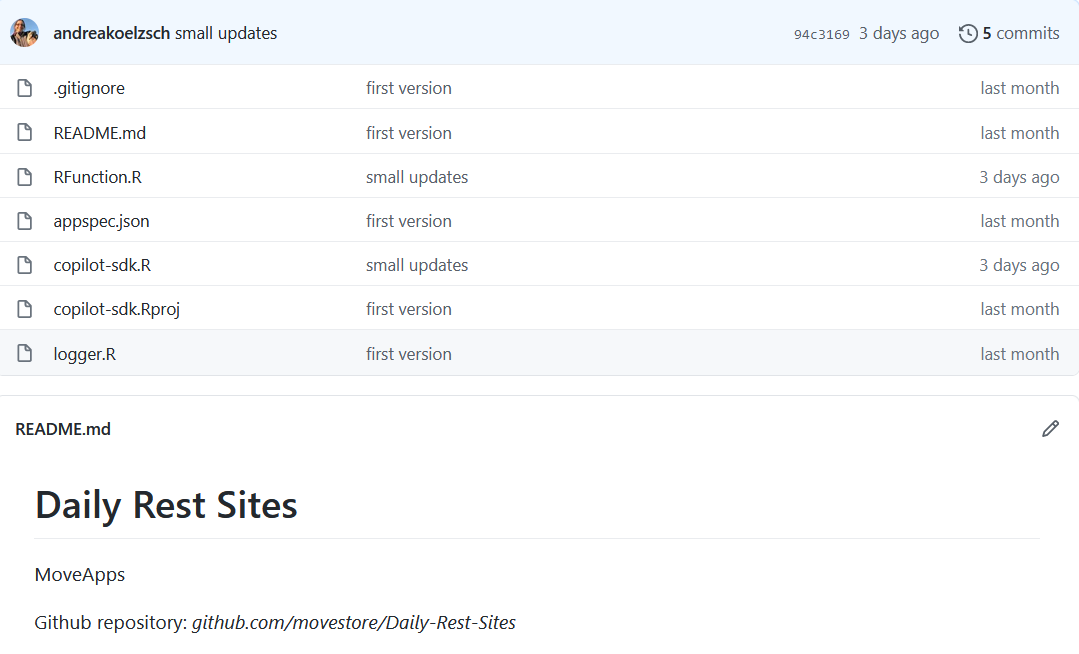 andreakoelzsch small updates 94c3169 3 days ago 5 commits
.gitignore first version last month
README.md first version last month
RFunction.R small updates 3 days ago
appspec.json first version last month
copilot-sdk.R small updates 3 days ago
copilot-sdk.Rproj first version last month
logger.R first version last month
README.md
Daily Rest Sites
MoveApps
Github repository: github.com/movestore/Daily-Rest-Sites